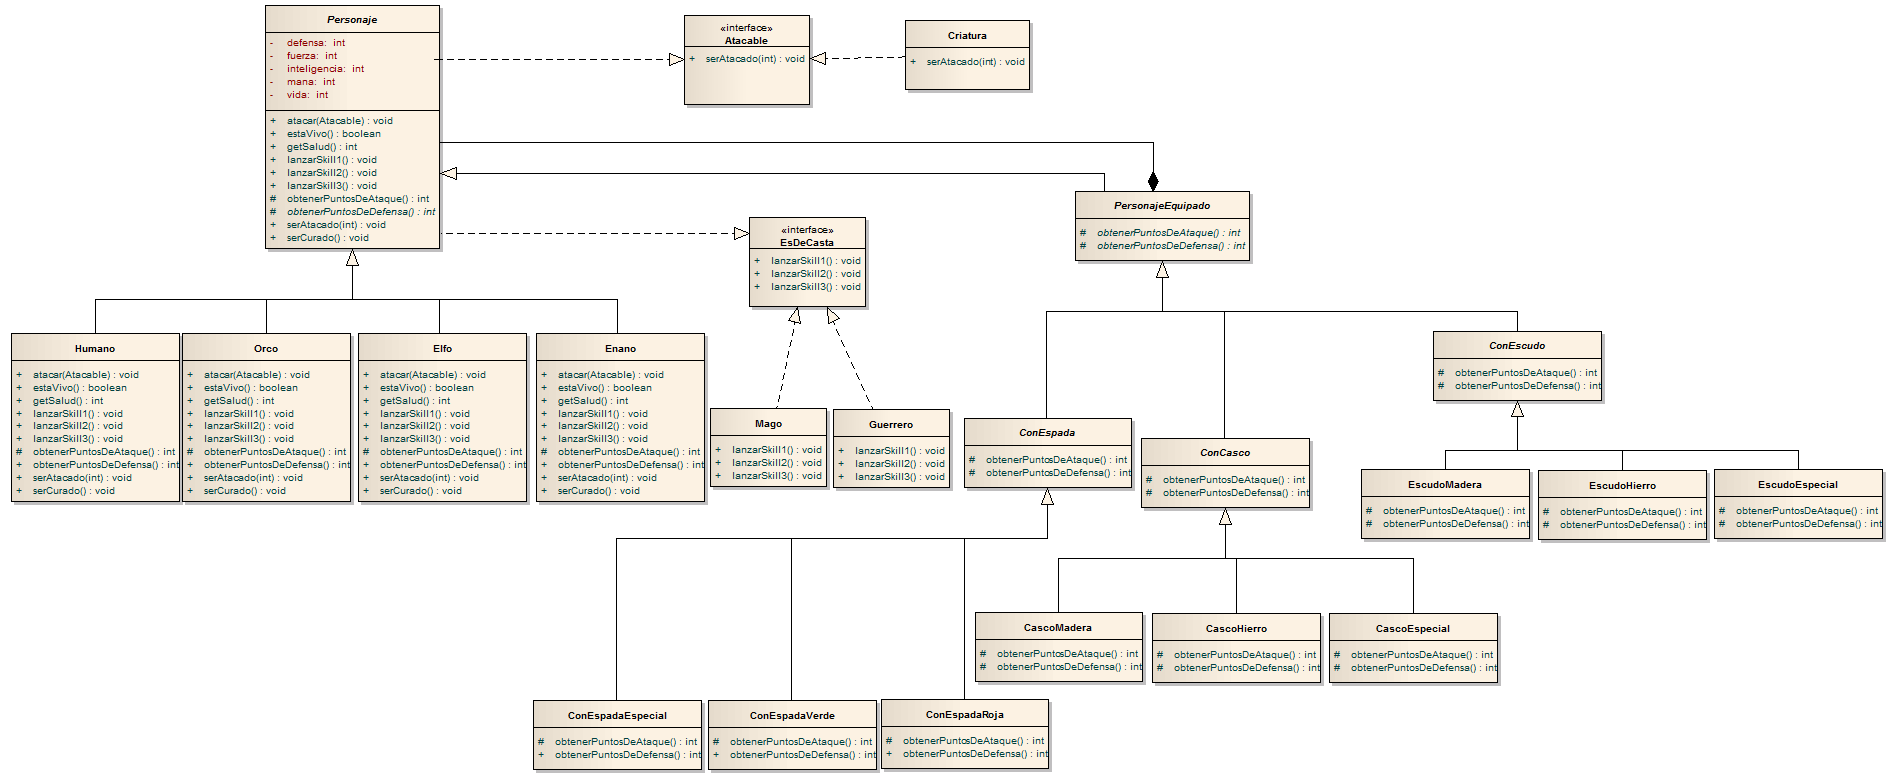 Personaje
- defensa: int
- fuerza: int
- inteligencia: int
- mana: int
- vida: int
+ atacar(Atacable) : void
+ estaVivo() : boolean
+ getSalud() : int
+ lanzarSkill1() : void
+ lanzarSkill2() : void
+ lanzarSkill3() : void
# obtenerPuntosDeAtaque() : int
# obtenerPuntosDeDefensa() : int
+ serAtacado(int) : void
+ serCurado() : void
«interface»
Atacable
+ serAtacado(int) : void
Criatura
+ serAtacado(int) : void
PersonajeEquipado
# obtenerPuntosDeAtaque() : int
# obtenerPuntosDeDefensa() : int
«interface»
EsDeCasta
+ lanzarSkill1() : void
+ lanzarSkill2() : void
+ lanzarSkill3() : void
Humano
+ atacar(Atacable) : void
+ estaVivo() : boolean
+ getSalud() : int
+ lanzarSkill1() : void
+ lanzarSkill2() : void
+ lanzarSkill3() : void
# obtenerPuntosDeAtaque() : int
+ obtenerPuntosDeDefensa() : int
+ serAtacado(int) : void
+ serCurado() : void
Orco
+ atacar(Atacable) : void
+ estaVivo() : boolean
+ getSalud() : int
+ lanzarSkill1() : void
+ lanzarSkill2() : void
+ lanzarSkill3() : void
# obtenerPuntosDeAtaque() : int
+ obtenerPuntosDeDefensa() : int
+ serAtacado(int) : void
+ serCurado() : void
Elfo
+ atacar(Atacable) : void
+ estaVivo() : boolean
+ getSalud() : int
+ lanzarSkill1() : void
+ lanzarSkill2() : void
+ lanzarSkill3() : void
# obtenerPuntosDeAtaque() : int
+ obtenerPuntosDeDefensa() : int
+ serAtacado(int) : void
+ serCurado() : void
Enano
+ atacar(Atacable) : void
+ estaVivo() : boolean
+ getSalud() : int
+ lanzarSkill1() : void
+ lanzarSkill2() : void
+ lanzarSkill3() : void
# obtenerPuntosDeAtaque() : int
+ obtenerPuntosDeDefensa() : int
+ serAtacado(int) : void
+ serCurado() : void
Mago
+ lanzarSkill1() : void
+ lanzarSkill2() : void
+ lanzarSkill3() : void
Guerrero
+ lanzarSkill1() : void
+ lanzarSkill2() : void
+ lanzarSkill3() : void
ConEspada
# obtenerPuntosDeAtaque() : int
# obtenerPuntosDeDefensa() : int
ConCasco
# obtenerPuntosDeAtaque() : int
# obtenerPuntosDeDefensa() : int
ConEscudo
# obtenerPuntosDeAtaque() : int
# obtenerPuntosDeDefensa() : int
EscudoMadera
# obtenerPuntosDeAtaque() : int
# obtenerPuntosDeDefensa() : int
EscudoHierro
# obtenerPuntosDeAtaque() : int
# obtenerPuntosDeDefensa() : int
EscudoEspecial
# obtenerPuntosDeAtaque() : int
# obtenerPuntosDeDefensa() : int
CascoMadera
# obtenerPuntosDeAtaque() : int
# obtenerPuntosDeDefensa() : int
CascoHierro
# obtenerPuntosDeAtaque() : int
# obtenerPuntosDeDefensa() : int
CascoEspecial
# obtenerPuntosDeAtaque() : int
# obtenerPuntosDeDefensa() : int
ConEspadaEspecial
# obtenerPuntosDeAtaque() : int
+ obtenerPuntosDeDefensa() : int
ConEspadaVerde
# obtenerPuntosDeAtaque() : int
+ obtenerPuntosDeDefensa() : int
ConEspadaRoja
# obtenerPuntosDeAtaque() : int
+ obtenerPuntosDeDefensa() : int